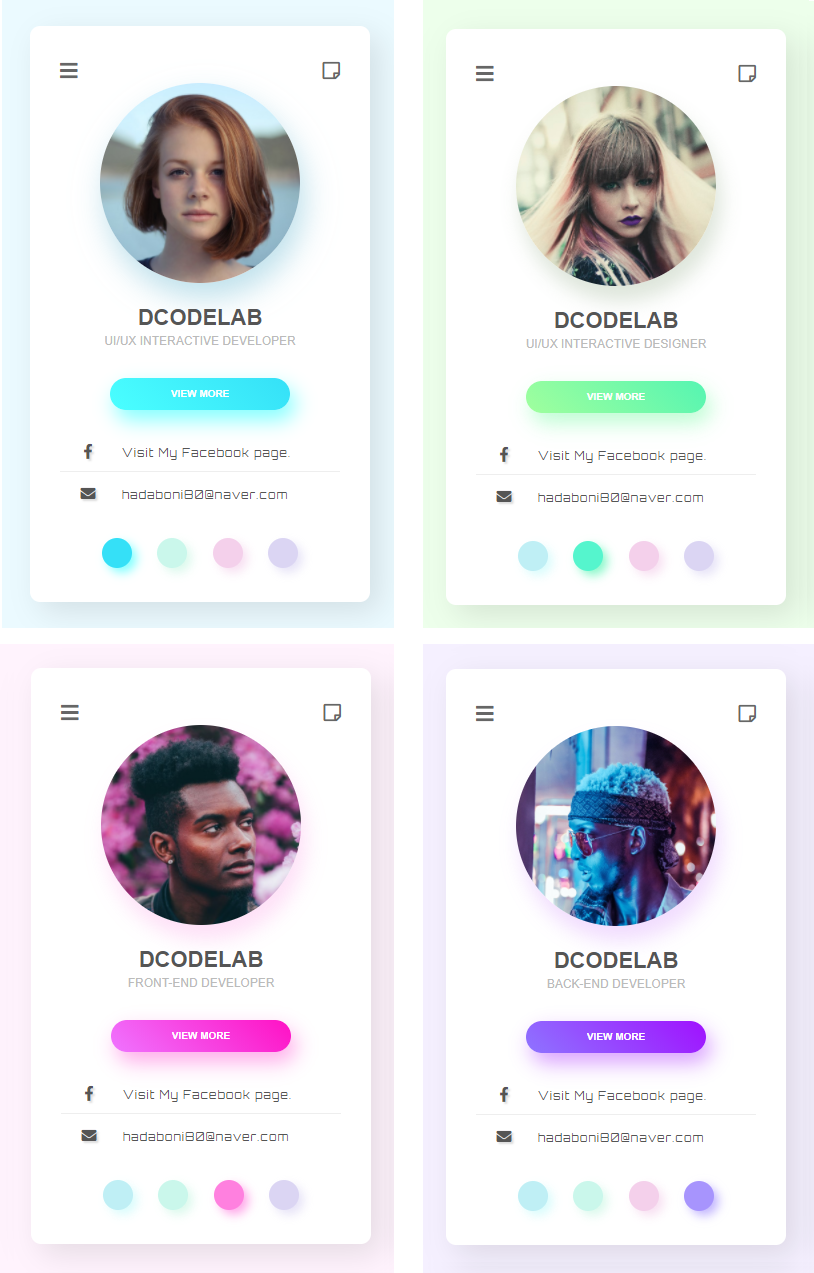 DCODELAB
UI/UX INTERACTIVE DEVELOPER
VIEW MORE
Visit My Facebook page.
hadaboni80@naver.com
DCODELAB
UI/UX INTERACTIVE DESIGNER
VIEW MORE
Visit My Facebook page.
hadaboni80@naver.com
DCODELAB
FRONT-END DEVELOPER
VIEW MORE
Visit My Facebook page.
hadaboni80@naver.com
DCODELAB
BACK-END DEVELOPER
VIEW MORE
Visit My Facebook page.
hadaboni80@naver.com